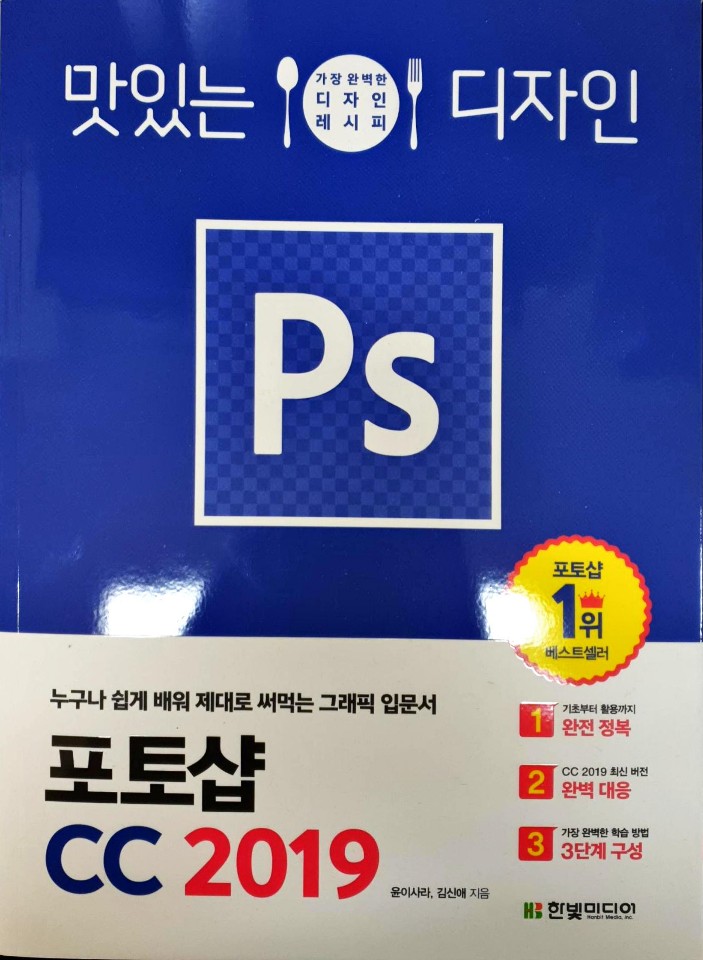 맛있는 디자인
가장 완벽한
디자인
레시피
Ps
포토샵
1위
베스트셀러
누구나 쉽게 배워 제대로 써먹는 그래픽 입문서
포토샵
CC 2019
윤이사라, 김신애 지음
1 기초부터 활용까지
완전 정복
2 CC 2019 최신 버전
완벽 대응
3 가장 완벽한 학습 방법
3단계 구성
HB 한빛미디어
Hanbit Media, Inc.